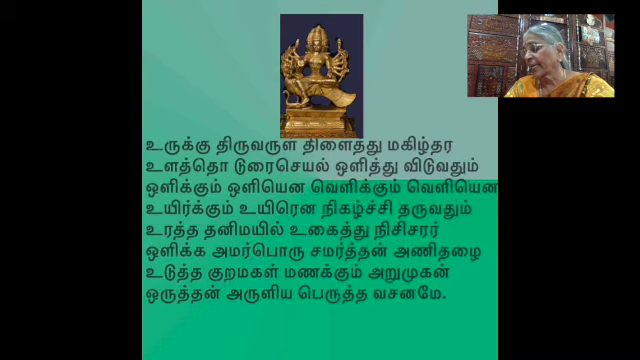 உருக்கு திருவருள் திளைத்து மகிழ்தர
உளத்தொ டுரைசெயல் ஒளித்து விடுவதும்
ஒளிக்கும் ஒளியென வெளிக்கும் வெளியென
உயிர்க்கும் உயிரென நிகழ்ச்சி தருவதும்
உரத்த தனிமயில் உகைத்து நிசிசரர்
ஒளிக்க அமர்பொரு சமர்த்தன் அணிதழை
உடுத்த குறமகள் மணக்கும் அறுமுகன்
ஒருத்தன் அருளிய பெருத்த வசனமே.